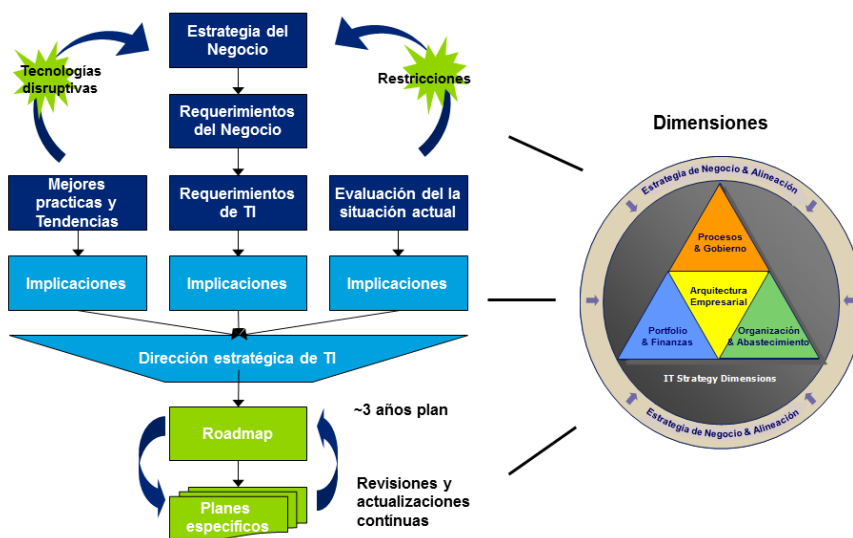 Estrategia del
Negocio
Tecnologías
disruptivas
Restricciones
Requerimientos
del Negocio
Mejores
practicas y
Tendencias
Requerimientos
de TI
Evaluación del la
situación actual
Implicaciones
Implicaciones
Implicaciones
Dirección estratégica de TI
Roadmap
~3 años plan
Planes
especificos
Revisiones y
actualizaciones
continuas
Dimensiones
Estrategia de Negocio & Alineación
Procesos
& Gobierno
Arquitectura
Empresarial
Portfolio
& Finanzas
Organización
& Abastecimiento
IT Strategy Dimensions
Estrategia de Negocio & Alineación